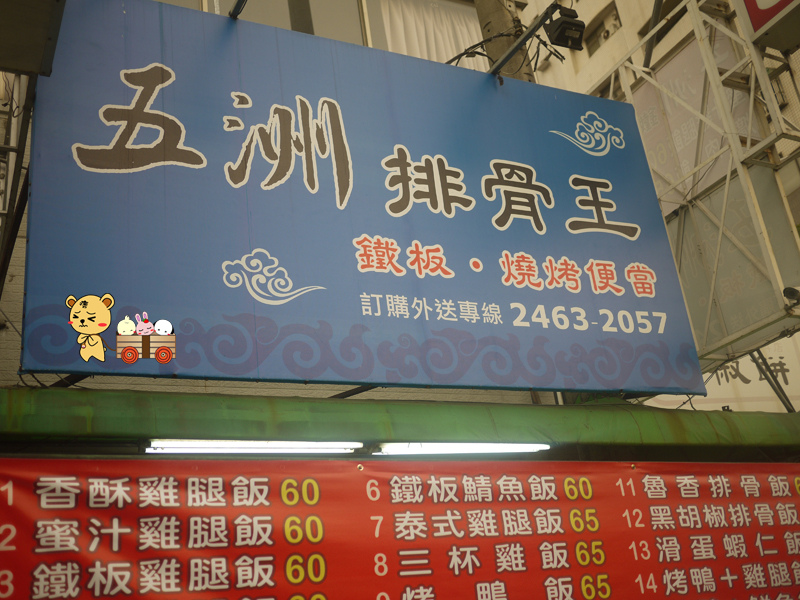 五洲排骨王
鐵板·燒烤便當
訂購外送專線 2463-2057
1 香酥雞腿飯 60
2 蜜汁雞腿飯 60
3 鐵板雞腿飯 60
6 鐵板鯖魚飯 60
7 泰式雞腿飯 65
8 三杯雞飯 65
烤鴨飯 65
11 魯香排骨飯
12 黑胡椒排骨飯
13 滑蛋蝦仁飯
14 烤鴨+雞腿飯